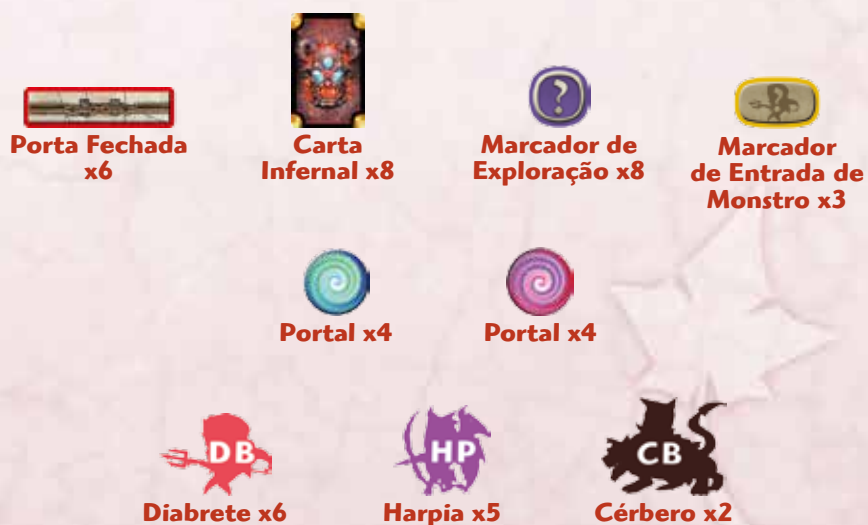 ?
Porta Fechada
x6
Carta
Infernal x8
Marcador de
Exploração x8
Marcador
de Entrada de
Monstro x3
Portal x4
Portal x4
DB
HP
CB
Diabrete x6
Harpia x5
Cérbero x2